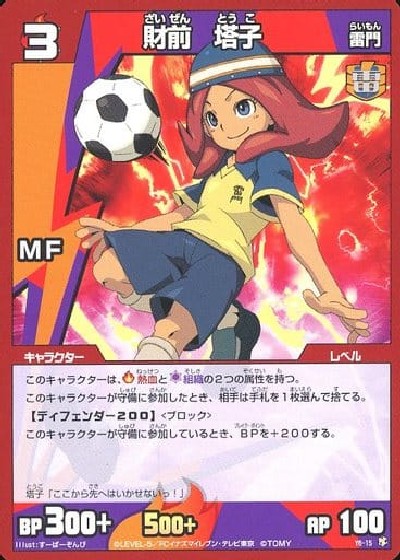 3
ざいぜん とうこ
財前 塔子
らいもん
雷門
雷
雷門
MF
キャラクター
レベル
このキャラクターは、熱血と組織の2つの属性を持つ。
このキャラクターが守備に参加したとき、相手は手札を1枚選んで捨てる。
【ディフェンダー200】<ブロック>
このキャラクターが守備に参加しているとき、BPを+200する。
塔子「ここから先へはいかせないっ!」
BP 300+ 500+ AP 100
Illust:すーぱーぞんび ©LEVEL-5/FCイナズマイレブン・テレビ東京 ©TOMY